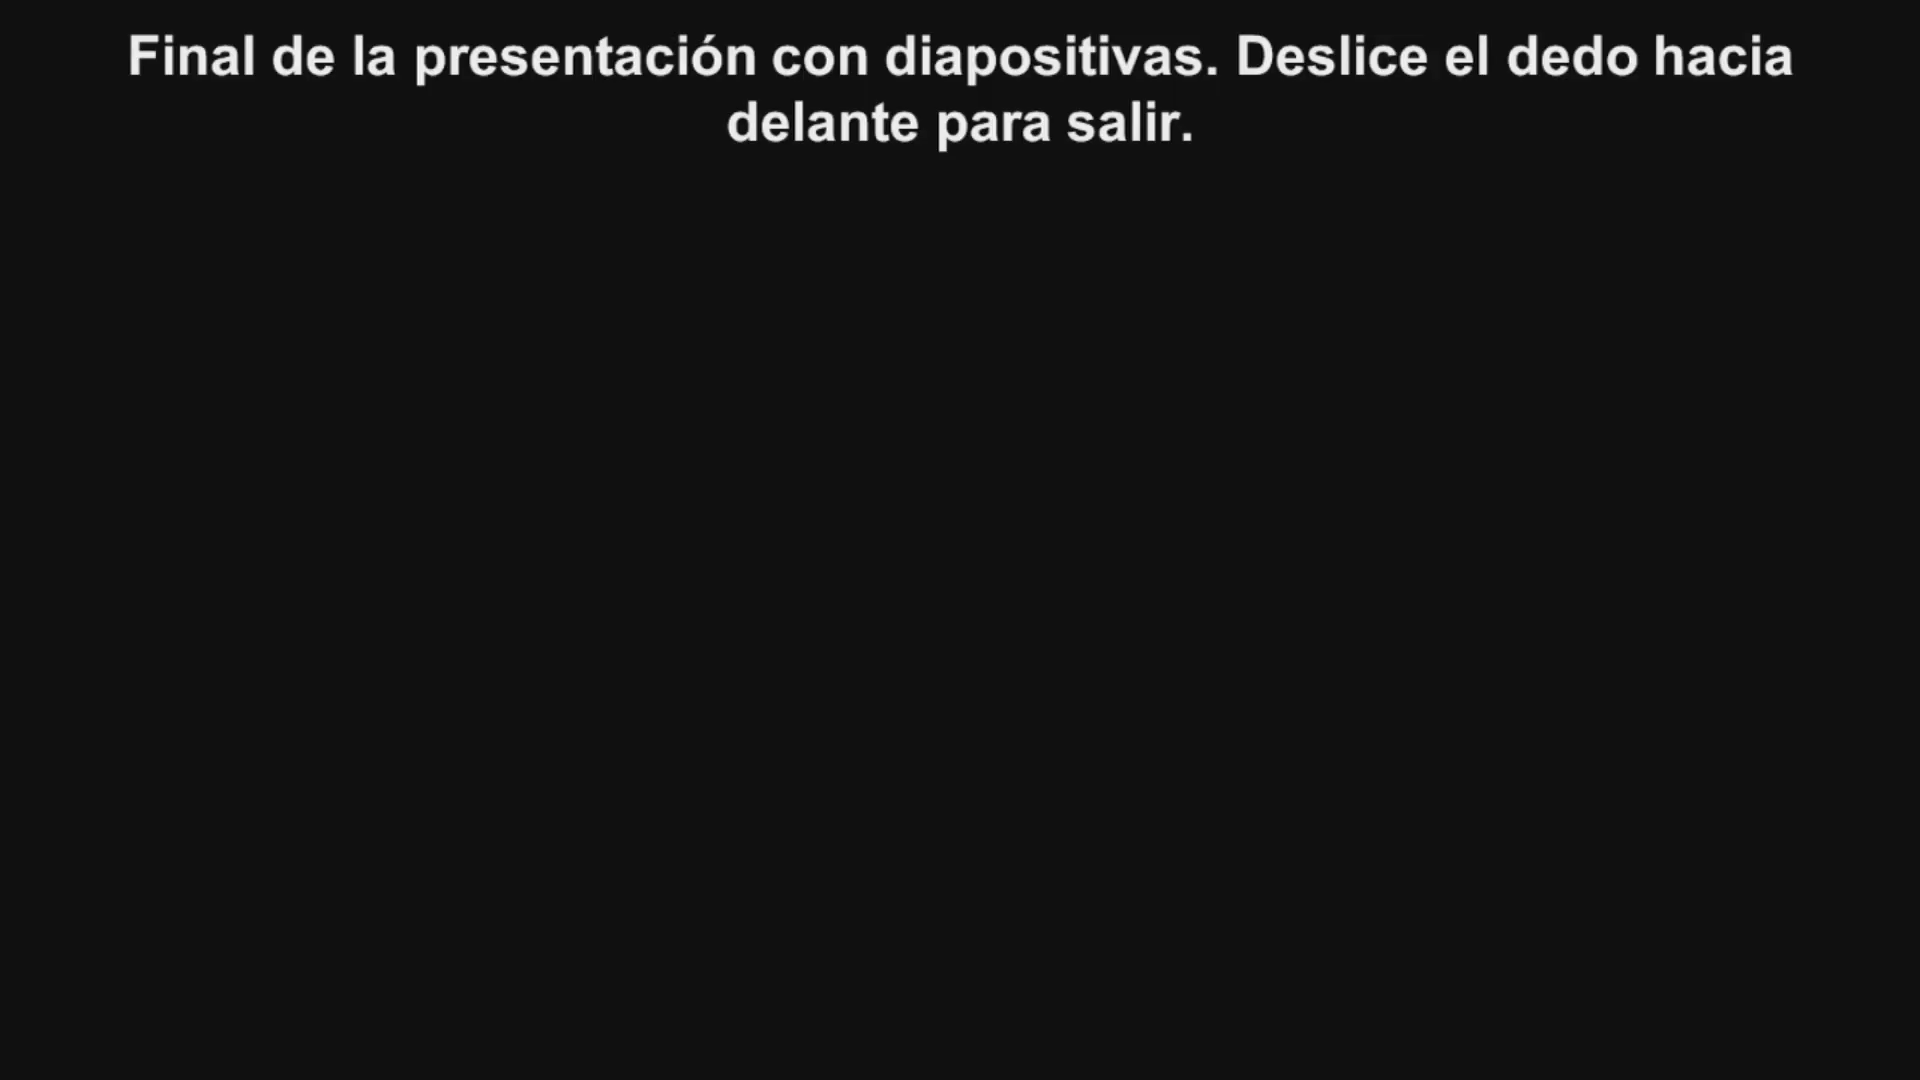 Final de la presentación con diapositivas. Deslice el dedo hacia
delante para salir.